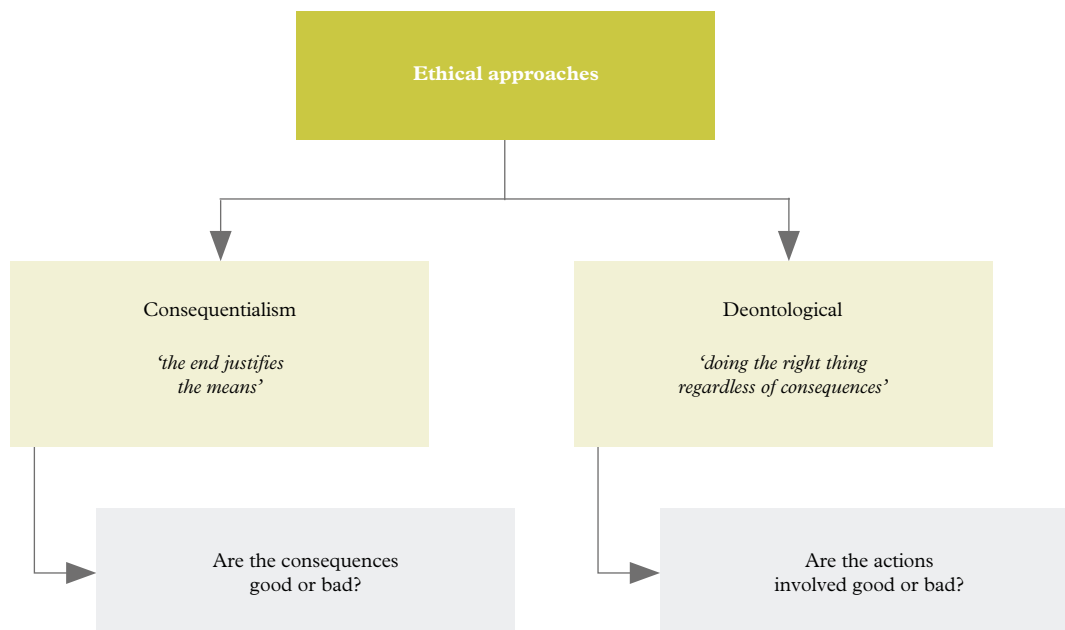 Ethical approaches
Consequentialism
‘the end justifies
the means’
Deontological
‘doing the right thing
regardless of consequences’
Are the consequences
good or bad?
Are the actions
involved good or bad?